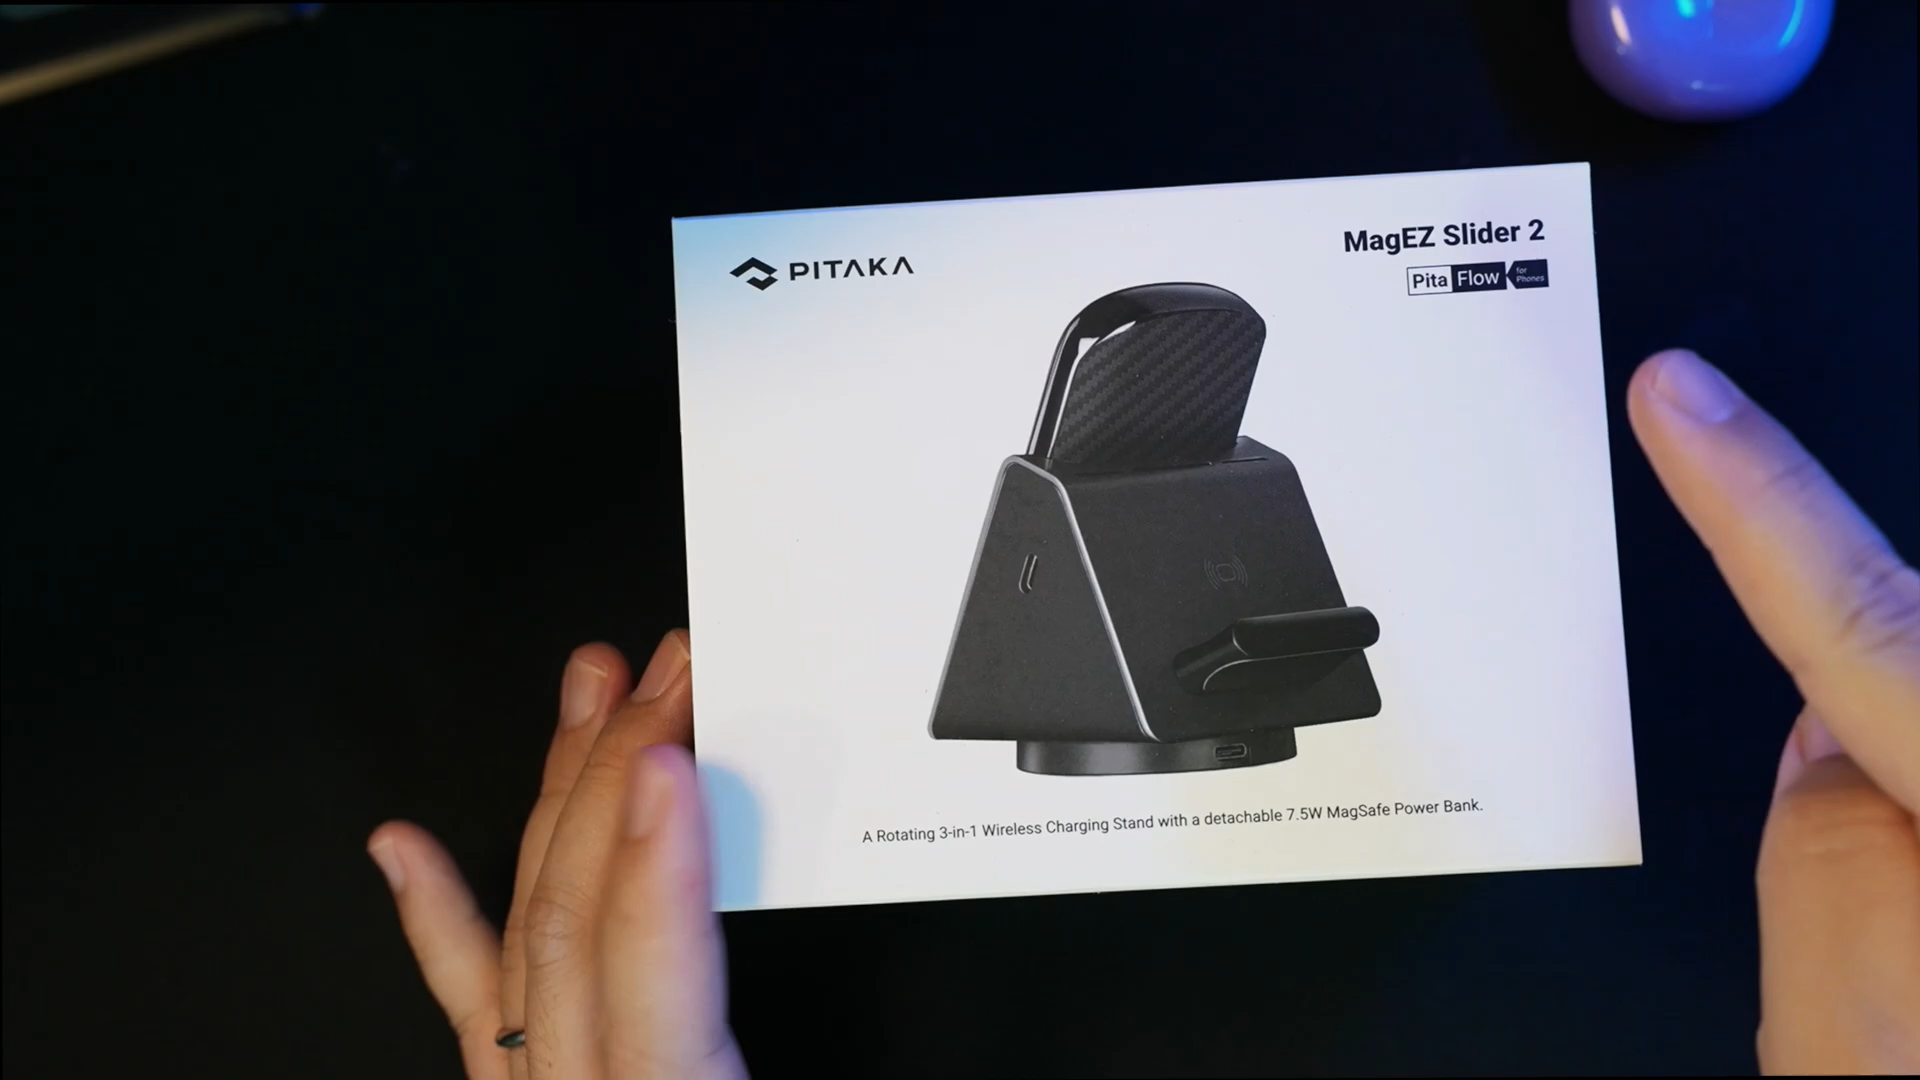 PITAKA
MagEZ Slider 2
Pita Flow for Phones
A Rotating 3-in-1 Wireless Charging Stand with a detachable 7.5W MagSafe Power Bank.